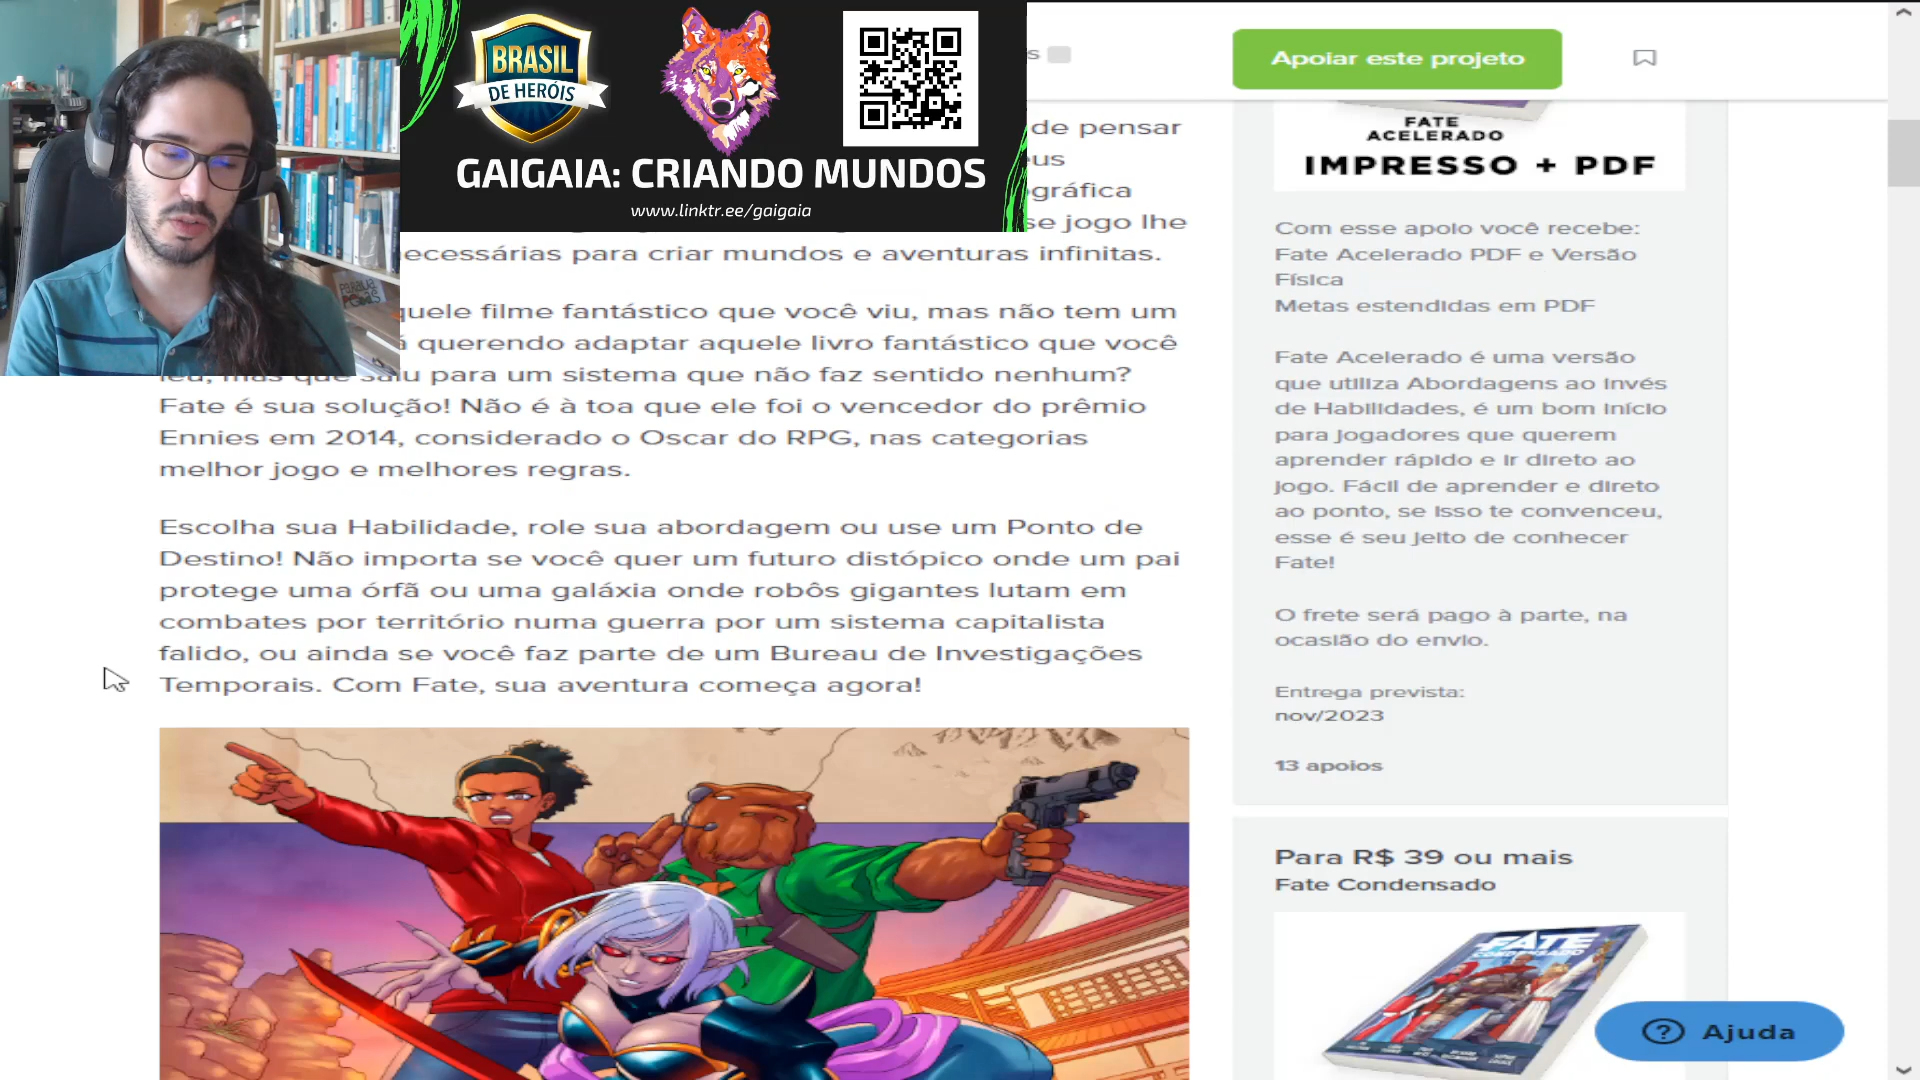 BRASIL
DE HERÓIS
GAIGAIA: CRIANDO MUNDOS
www.linktr.ee/gaigaia
s
Apoiar este projeto
de pensar
eus
gráfica
se jogo lhe
ecessárias para criar mundos e aventuras infinitas.
quele filme fantástico que você viu, mas não tem um
á querendo adaptar aquele livro fantástico que você
leu, mas que saiu para um sistema que não faz sentido nenhum?
Fate é sua solução! Não é à toa que ele foi o vencedor do prêmio
Ennies em 2014, considerado o Oscar do RPG, nas categorias
melhor jogo e melhores regras.
Escolha sua Habilidade, role sua abordagem ou use um Ponto de
Destino! Não importa se você quer um futuro distópico onde um pai
protege uma órfã ou uma galáxia onde robôs gigantes lutam em
combates por território numa guerra por um sistema capitalista
falido, ou ainda se você faz parte de um Bureau de Investigações
Temporais. Com Fate, sua aventura começa agora!
FATE
ACELERADO
IMPRESSO + PDF
Com esse apoio você recebe:
Fate Acelerado PDF e Versão
Física
Metas estendidas em PDF
Fate Acelerado é uma versão
que utiliza Abordagens ao invés
de Habilidades, é um bom início
para jogadores que querem
aprender rápido e ir direto ao
jogo. Fácil de aprender e direto
ao ponto, se isso te convenceu,
esse é seu jeito de conhecer
Fate!
O frete será pago à parte, na
ocasião do envio.
Entrega prevista:
nov/2023
13 apoios
Para R$ 39 ou mais
Fate Condensado
FATE
CONDENSADO
Ajuda